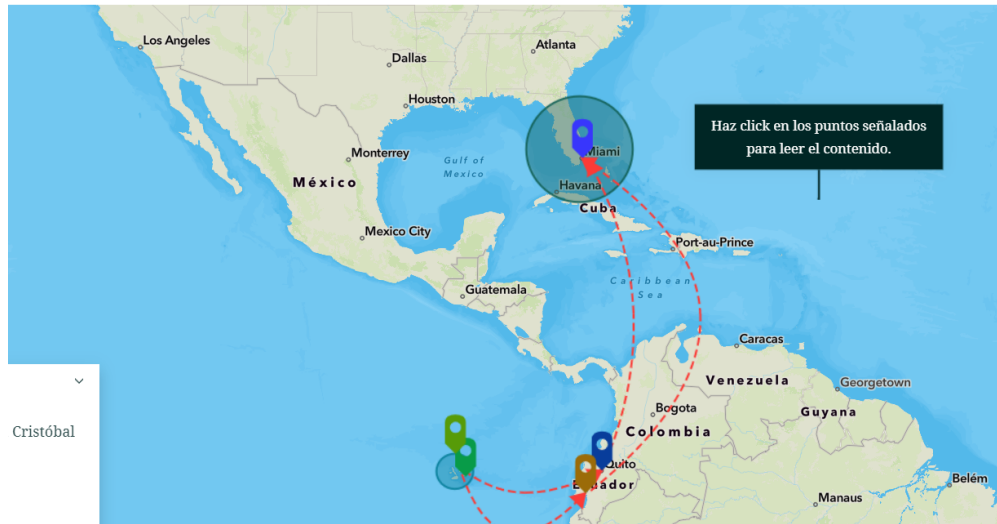 Los Angeles
Atlanta
Dallas
Houston
Haz click en los puntos señalados
para leer el contenido.
Monterrey
Gulf of
Mexico
Miami
México
Havana
Cuba
Mexico City
Port-au-Prince
Guatemala
Caribbean
Sea
Caracas
Venezuela
Georgetown
Bogota
Guyana
Cristóbal
Colombia
Quito
Ecuador
Belém
Manaus